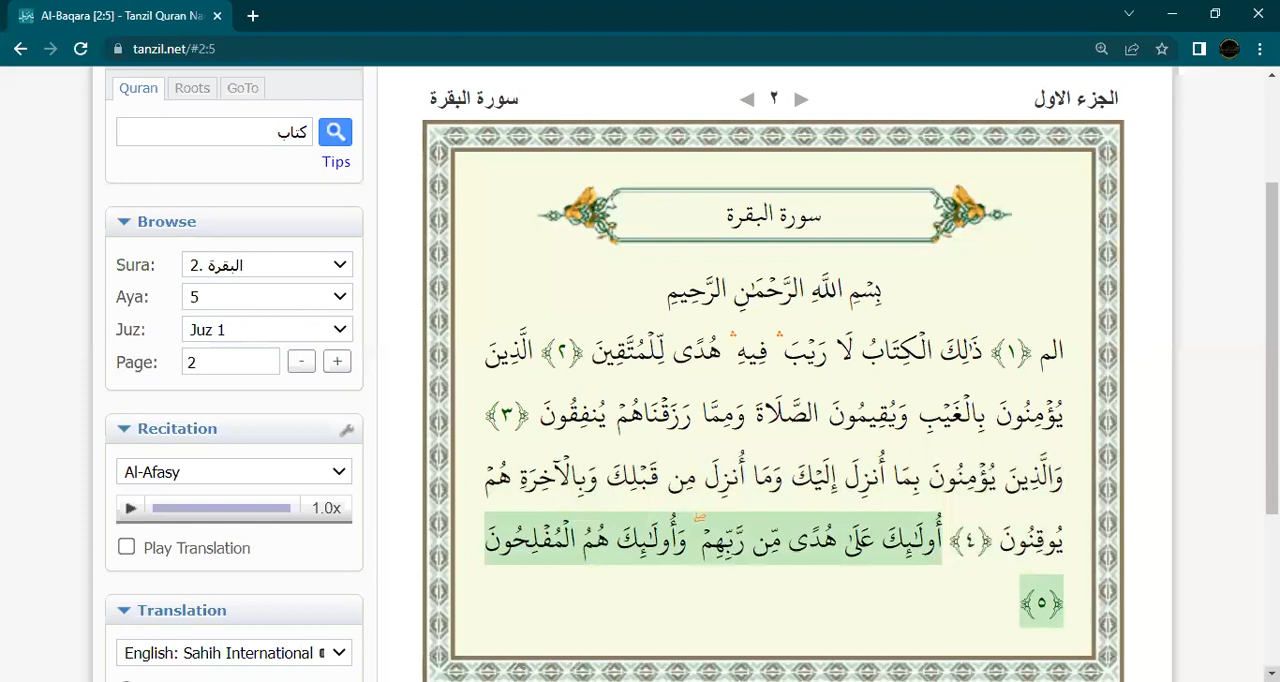 Al-Baqara [2:5] - Tanzil Quran Na
tanzil.net/#2:5
Quran Roots GoTo
كتاب
Tips
Browse
Sura: 2. البقرة
Aya: 5
Juz: Juz 1
Page: 2 - +
Recitation
Al-Afasy
1.0x
Play Translation
Translation
English: Sahih International
الجزء الاول ٢ سورة البقرة
سورة البقرة
بِسْمِ اللَّهِ الرَّحْمَٰنِ الرَّحِيمِ
الم ﴿١﴾ ذَٰلِكَ الْكِتَابُ لَا رَيْبَ ۛ فِيهِ ۛ هُدًى لِّلْمُتَّقِينَ ﴿٢﴾ الَّذِينَ
يُؤْمِنُونَ بِالْغَيْبِ وَيُقِيمُونَ الصَّلَاةَ وَمِمَّا رَزَقْنَاهُمْ يُنفِقُونَ ﴿٣﴾
وَالَّذِينَ يُؤْمِنُونَ بِمَا أُنزِلَ إِلَيْكَ وَمَا أُنزِلَ مِن قَبْلِكَ وَبِالْآخِرَةِ هُمْ
يُوقِنُونَ ﴿٤﴾ أُولَٰئِكَ عَلَىٰ هُدًى مِّن رَّبِّهِمْ ۖ وَأُولَٰئِكَ هُمُ الْمُفْلِحُونَ
﴿٥﴾